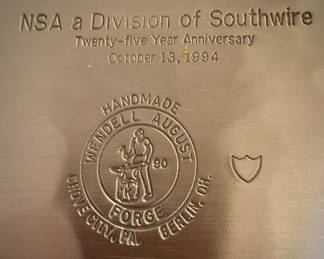 NSA a Division of Southwire
Twenty-five Year Anniversary
October 13, 1994
HANDMADE
WENDELL AUGUST
90
FORGE
GROVE CITY, PA.
BERLIN, OH.